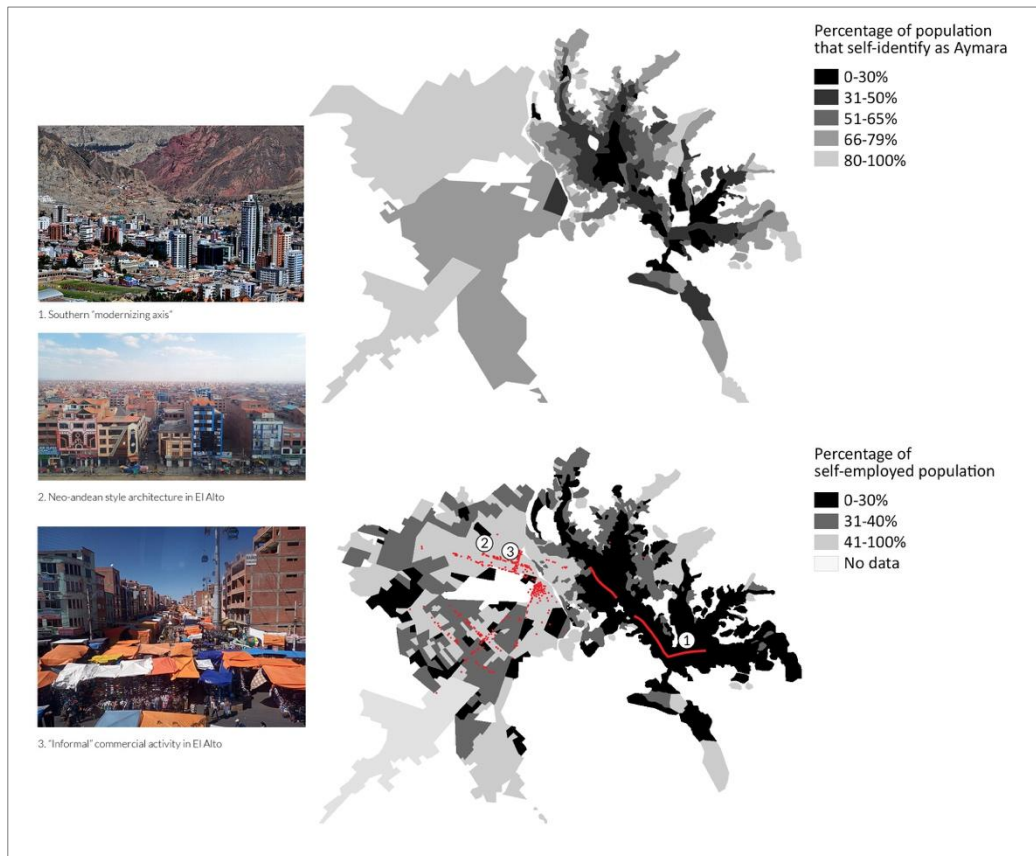 Percentage of population
that self-identify as Aymara
0-30%
31-50%
51-65%
66-79%
80-100%
1. Southern "modernizing axis"
2. Neo-andean style architecture in El Alto
3. "Informal" commercial activity in El Alto
Percentage of
self-employed population
0-30%
31-40%
41-100%
No data
2
3
1